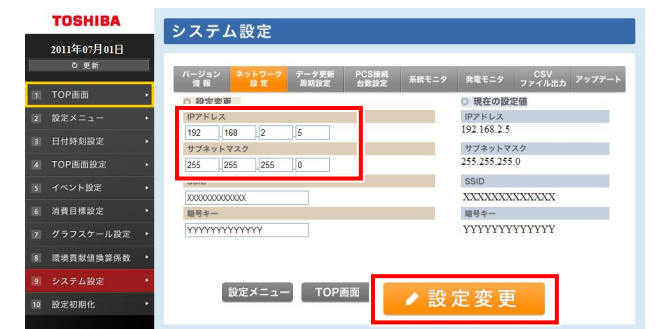 TOSHIBA
2011年07月01日
更新
1 TOP画面
2 設定メニュー
3 日付時刻設定
4 TOP画面設定
5 イベント設定
6 消費目標設定
7 グラフスケール設定
8 環境貢献値換算係数
9 システム設定
10 設定初期化
システム設定
バージョン情報 ネットワーク設定 データ更新周期設定 PCS接続台数設定 系統モニタ 発電モニタ CSVファイル出力 アップデート
設定変更
IPアドレス
192 .168 .2 .5
サブネットマスク
255 .255 .255 .0
SSID
XXXXXXXXXXXXX
暗号キー
YYYYYYYYYYYYY
現在の設定値
IPアドレス
192.168.2.5
サブネットマスク
255.255.255.0
SSID
XXXXXXXXXXXXX
暗号キー
YYYYYYYYYYYYY
設定メニュー TOP画面 設定変更